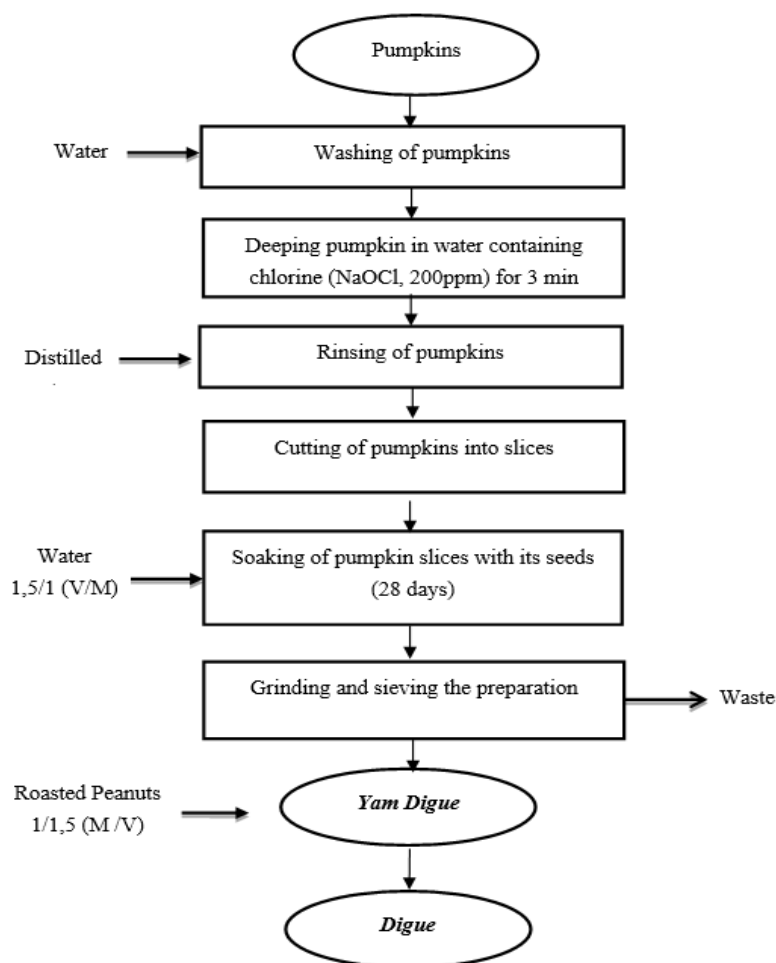 Pumpkins
Water
Washing of pumpkins
Deeping pumpkin in water containing
chlorine (NaOCl, 200ppm) for 3 min
Distilled
Rinsing of pumpkins
Cutting of pumpkins into slices
Water
1,5/1 (V/M)
Soaking of pumpkin slices with its seeds
(28 days)
Grinding and sieving the preparation
Waste
Roasted Peanuts
1/1,5 (M /V)
Yam Digue
Digue